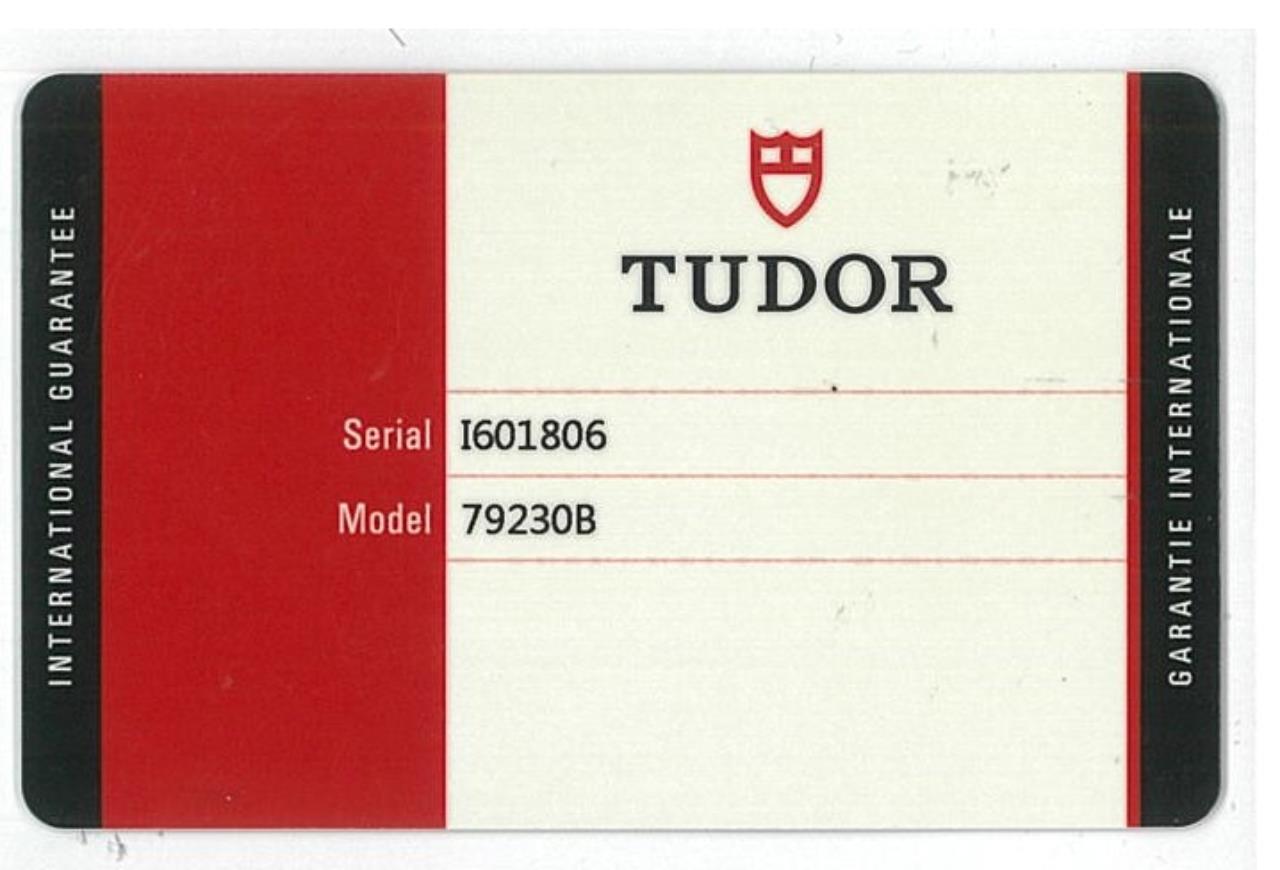 INTERNATIONAL GUARANTEE
TUDOR
Serial I601806
Model 79230B
GARANTIE INTERNATIONALE